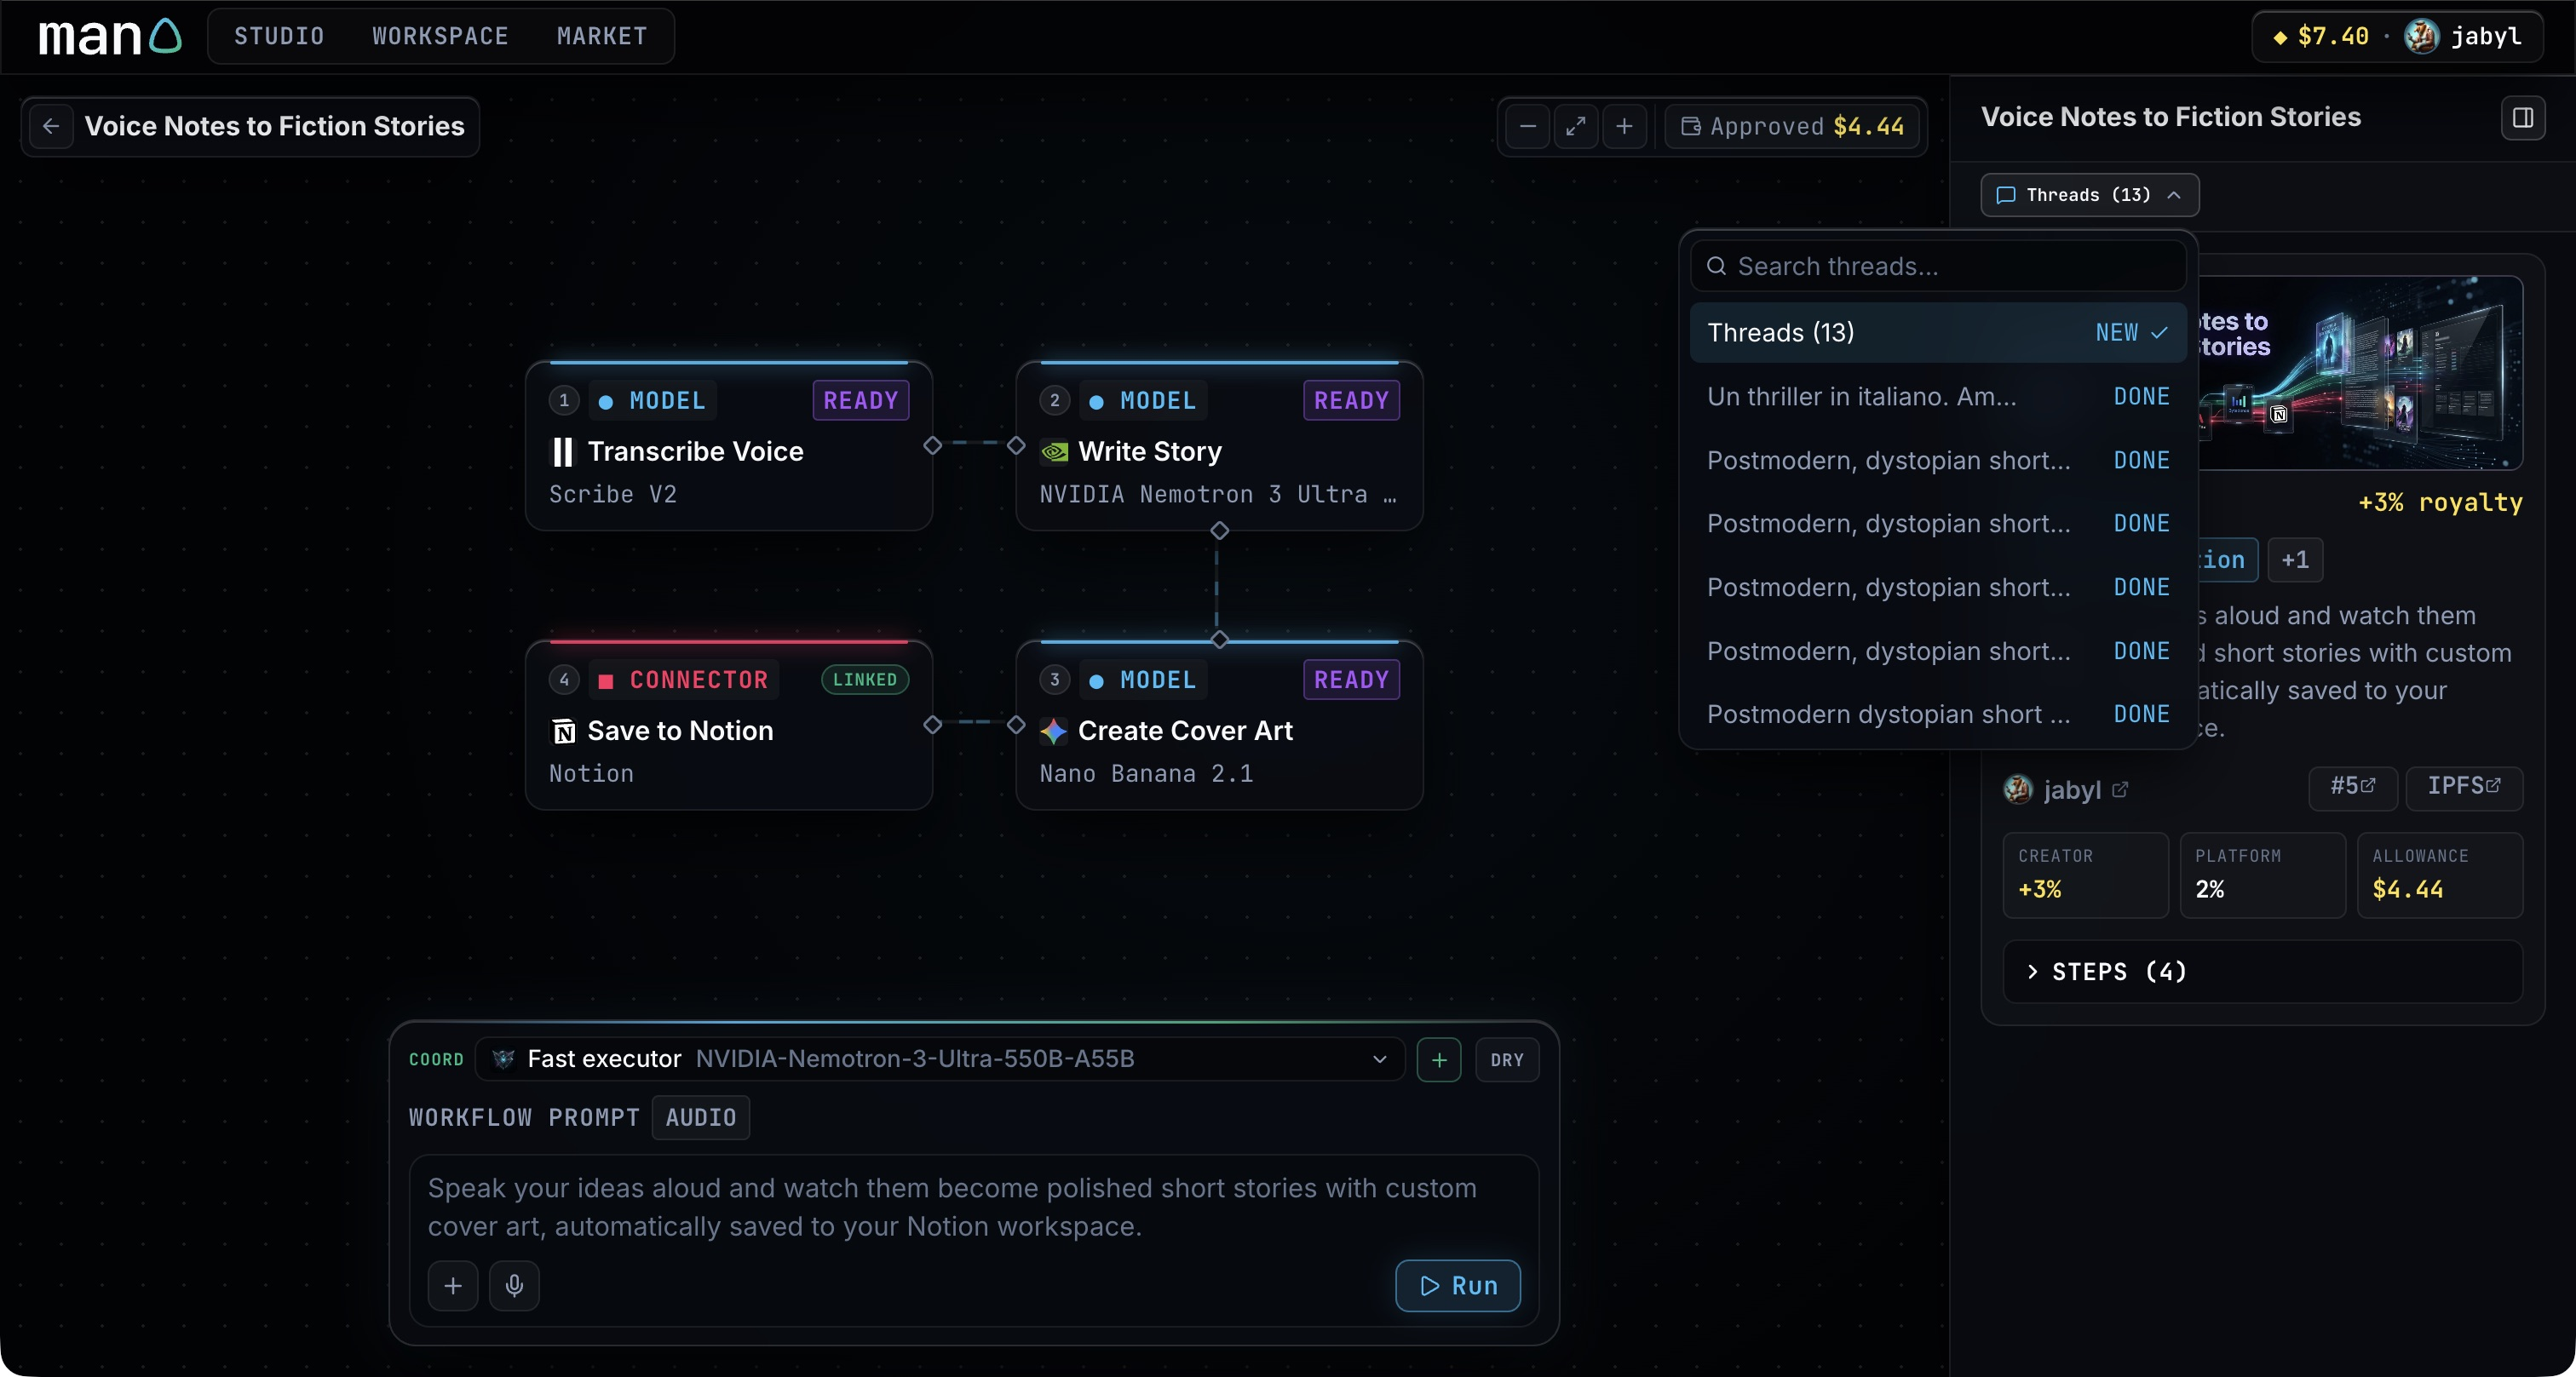 manO
STUDIO
WORKSPACE
MARKET
$7.40 · jabyl
Voice Notes to Fiction Stories
Approved $4.44
Voice Notes to Fiction Stories
Threads (13)
Search threads...
Threads (13) NEW
Un thriller in italiano. Am... DONE
Postmodern, dystopian short... DONE
Postmodern, dystopian short... DONE
Postmodern, dystopian short... DONE
Postmodern, dystopian short... DONE
Postmodern dystopian short ... DONE
tes to
tories
+3% royalty
ion
+1
aloud and watch them
short stories with custom
atically saved to your
e.
jabyl
#5
IPFS
CREATOR
+3%
PLATFORM
2%
ALLOWANCE
$4.44
STEPS (4)
1 MODEL READY
Transcribe Voice
Scribe V2
2 MODEL READY
Write Story
NVIDIA Nemotron 3 Ultra …
4 CONNECTOR LINKED
Save to Notion
Notion
3 MODEL READY
Create Cover Art
Nano Banana 2.1
COORD Fast executor NVIDIA-Nemotron-3-Ultra-550B-A55B
DRY
WORKFLOW PROMPT AUDIO
Speak your ideas aloud and watch them become polished short stories with custom
cover art, automatically saved to your Notion workspace.
Run